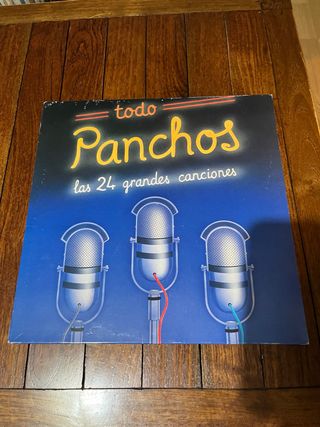 todo
Panchos
las 24 grandes canciones